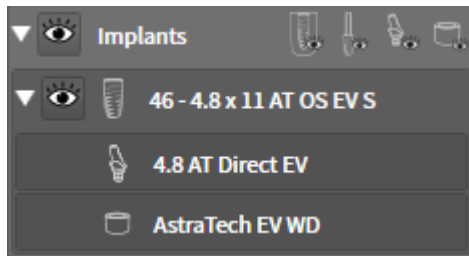 Implants
46 - 4.8 x 11 AT OS EV S
4.8 AT Direct EV
AstraTech EV WD